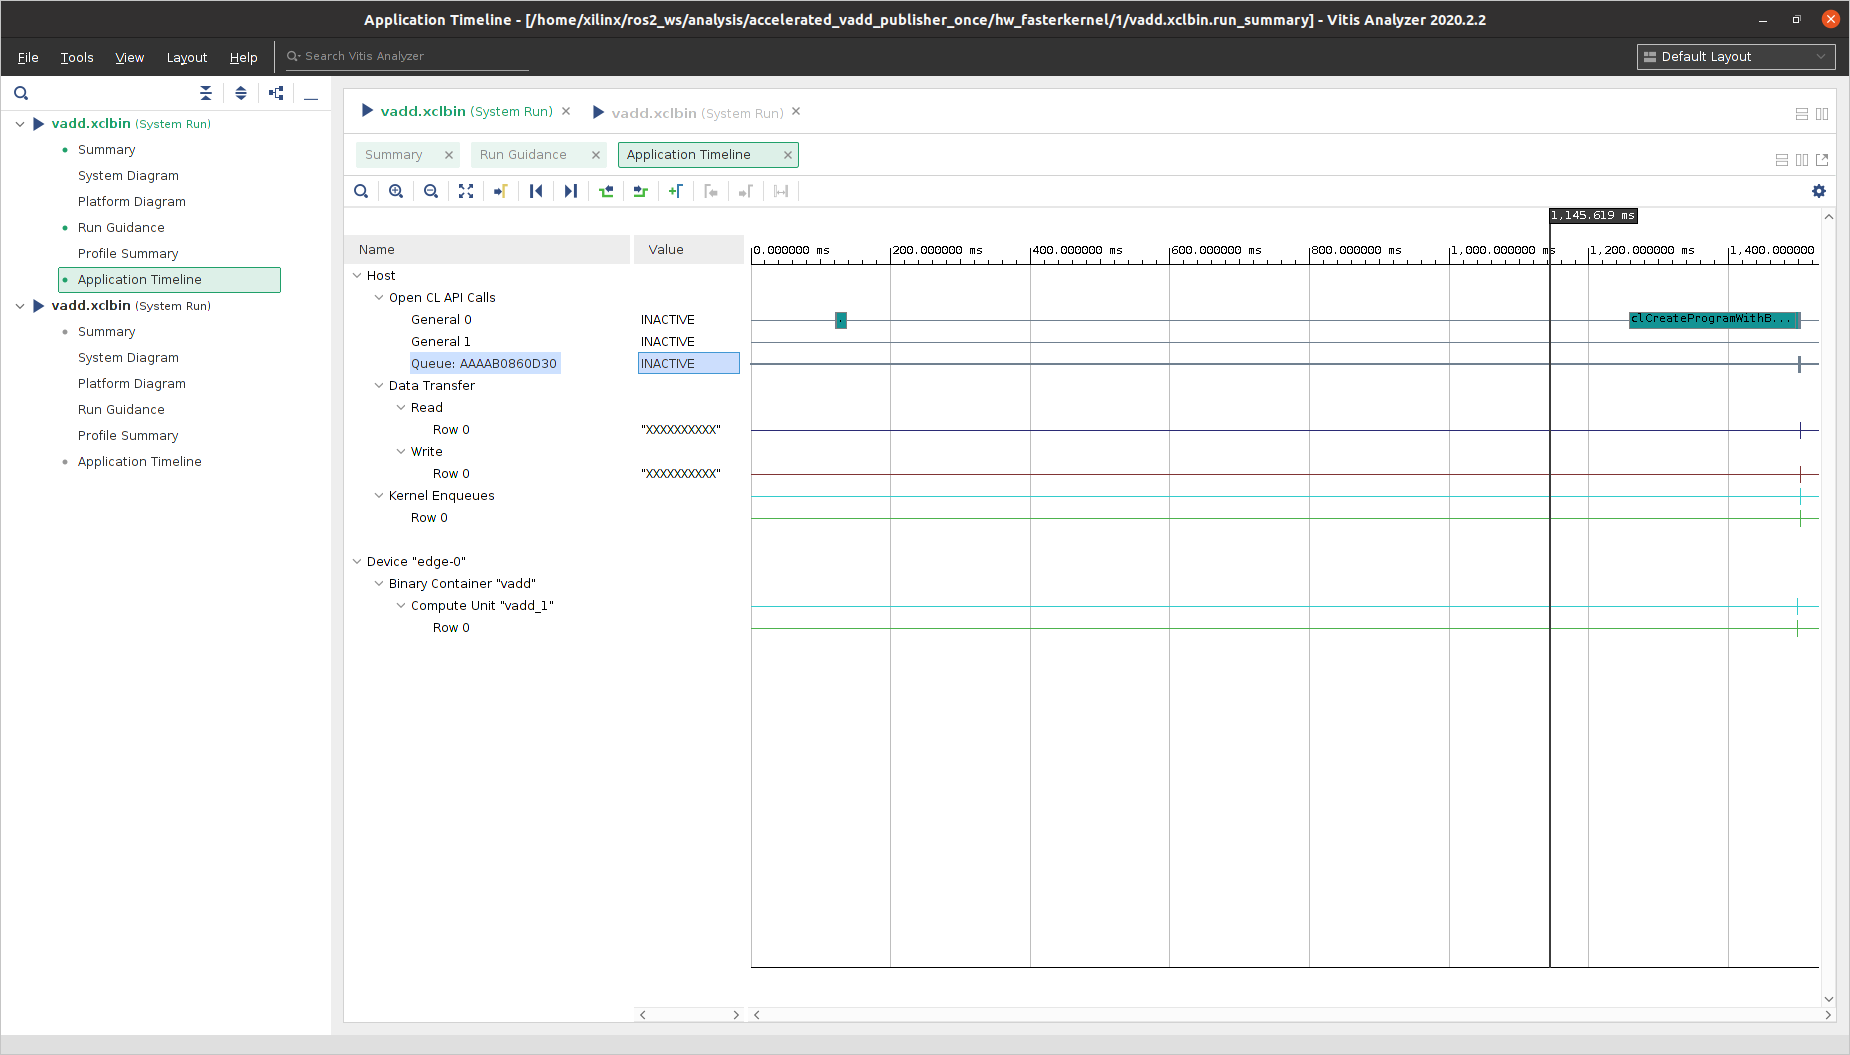 Application Timeline - [/home/xilinx/ros2_ws/analysis/accelerated_vadd_publisher_once/hw_fasterkernel/1/vadd.xclbin.run_summary] - Vitis Analyzer 2020.2.2
File Tools View Layout Help Search Vitis Analyzer Default Layout
vadd.xclbin (System Run)
Summary
System Diagram
Platform Diagram
Run Guidance
Profile Summary
Application Timeline
vadd.xclbin (System Run)
Summary
System Diagram
Platform Diagram
Run Guidance
Profile Summary
Application Timeline
vadd.xclbin (System Run) vadd.xclbin (System Run)
Summary Run Guidance Application Timeline
1,145.619 ms
Name Value
0.000000 ms 200.000000 ms 400.000000 ms 600.000000 ms 800.000000 ms 1,000.000000 ms 1,200.000000 ms 1,400.000000
Host
Open CL API Calls
General 0 INACTIVE . clCreateProgramWithB...
General 1 INACTIVE
Queue: AAAAB0860D30 INACTIVE
Data Transfer
Read
Row 0 "XXXXXXXXXX"
Write
Row 0 "XXXXXXXXXX"
Kernel Enqueues
Row 0
Device "edge-0"
Binary Container "vadd"
Compute Unit "vadd_1"
Row 0